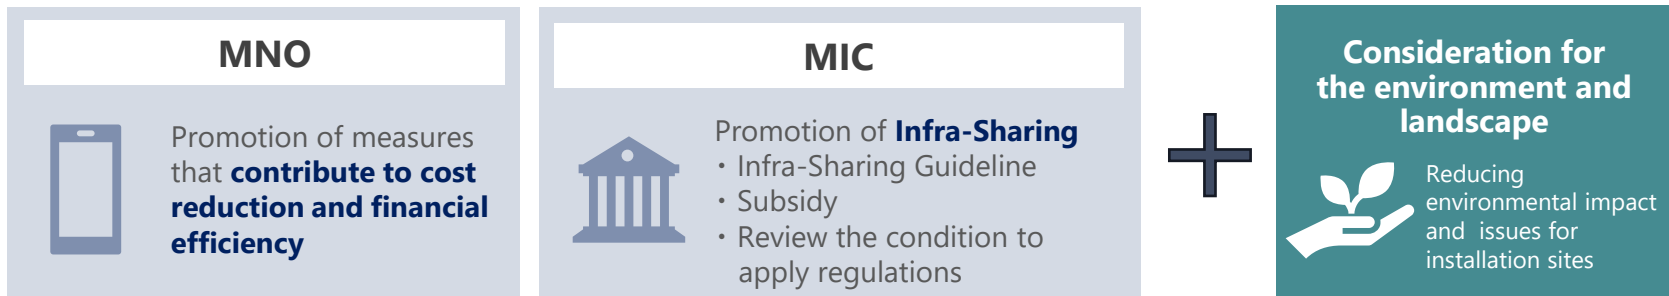 MNO
Promotion of measures
that contribute to cost
reduction and financial
efficiency
MIC
Promotion of Infra-Sharing
・Infra-Sharing Guideline
・Subsidy
・Review the condition to
apply regulations
Consideration for
the environment and
landscape
Reducing
environmental impact
and issues for
installation sites